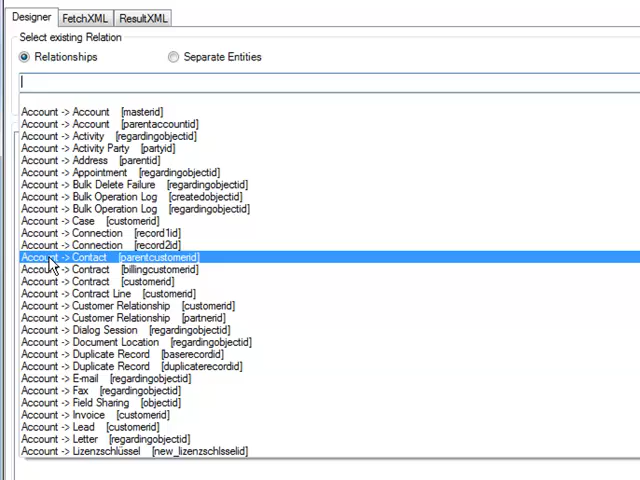 Designer FetchXML ResultXML
Select existing Relation
Relationships Separate Entities
Account -> Account [masterid]
Account -> Account [parentaccountid]
Account -> Activity [regardingobjectid]
Account -> Activity Party [partyid]
Account -> Address [parentid]
Account -> Appointment [regardingobjectid]
Account -> Bulk Delete Failure [regardingobjectid]
Account -> Bulk Operation Log [createdobjectid]
Account -> Bulk Operation Log [regardingobjectid]
Account -> Case [customerid]
Account -> Connection [record1id]
Account -> Connection [record2id]
Account -> Contact [parentcustomerid]
Account -> Contract [billingcustomerid]
Account -> Contract [customerid]
Account -> Contract Line [customerid]
Account -> Customer Relationship [customerid]
Account -> Customer Relationship [partnerid]
Account -> Dialog Session [regardingobjectid]
Account -> Document Location [regardingobjectid]
Account -> Duplicate Record [baserecordid]
Account -> Duplicate Record [duplicaterecordid]
Account -> E-mail [regardingobjectid]
Account -> Fax [regardingobjectid]
Account -> Field Sharing [objectid]
Account -> Invoice [customerid]
Account -> Lead [customerid]
Account -> Letter [regardingobjectid]
Account -> Lizenzschlüssel [new_lizenzschlsselid]